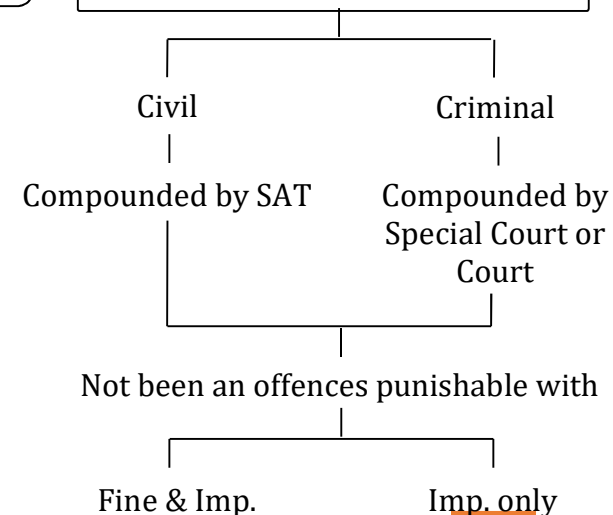 Civil
Criminal
Compounded by SAT
Compounded by
Special Court or
Court
Not been an offences punishable with
Fine & Imp.
Imp. only